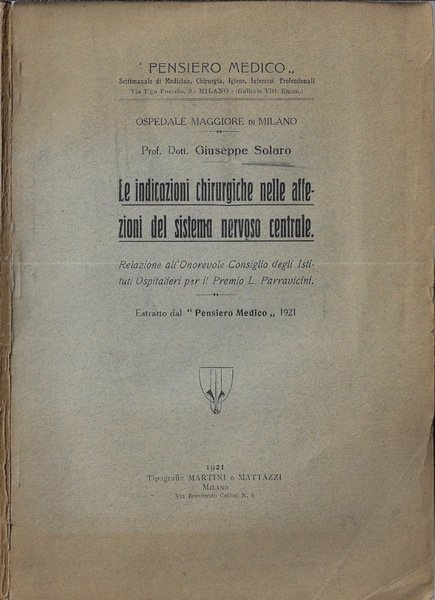 " PENSIERO MEDICO „
Settimanale di Medicina, Chirurgia, Igiene, Interessi Professionali
Via Ugo Foscolo, 3 - MILANO - (Galleria Vitt. Eman.)
OSPEDALE MAGGIORE DI MILANO
Prof. Dott. Giuseppe Solaro
Le indicazioni chirurgiche nelle affe-
zioni del sistema nervoso centrale.
Relazione all'Onorevole Consiglio degli Isti-
tuti Ospitalieri per il Premio L. Parravicini.
Estratto dal " Pensiero Medico „ 1921
1921
Tipografia MARTINI e MATTAZZI
MILANO
Via Benvenuto Cellini N. 6